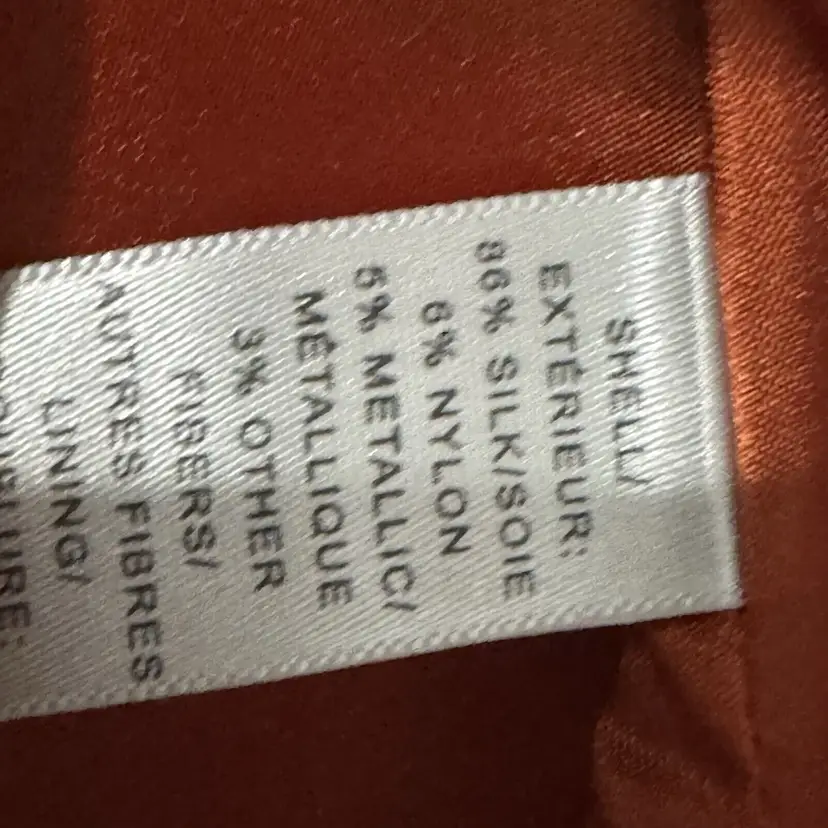 SHELL/
EXTÉRIEUR:
86% SILK/SOIE
6% NYLON
5% METALLIC/
MÉTALLIQUE
3% OTHER
FIBERS/
AUTRES FIBRES
LINING/